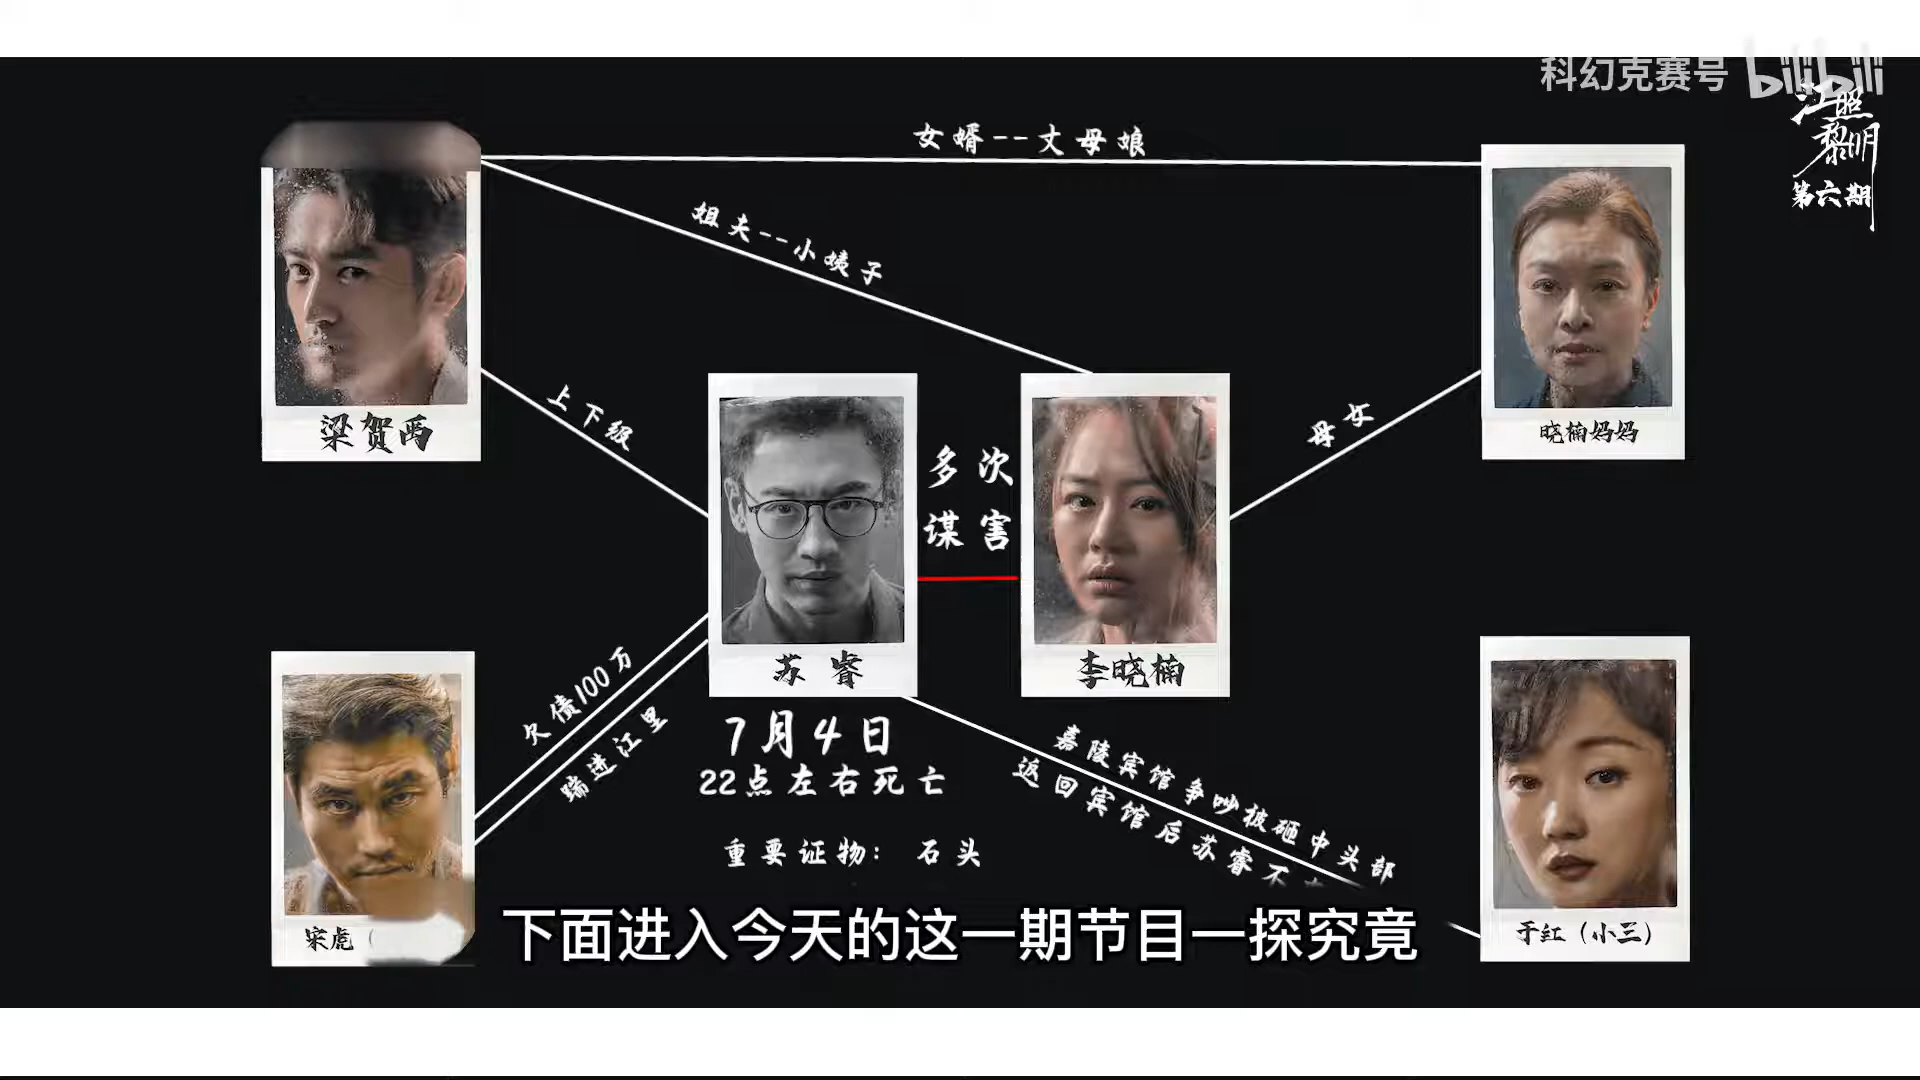 科幻克赛号 bilibili
江照黎明
第六期
女婿--丈母娘
姐夫--小姨子
梁贺禹
上下级
多次
谋害
母女
晓楠妈妈
苏睿
李晓楠
欠债100万
踹进江里
7月4日
22点左右死亡
重要证物：石头
嘉陵宾馆争吵被砸中头部
返回宾馆后苏睿不
宋虎（
于红（小三）
下面进入今天的这一期节目一探究竟